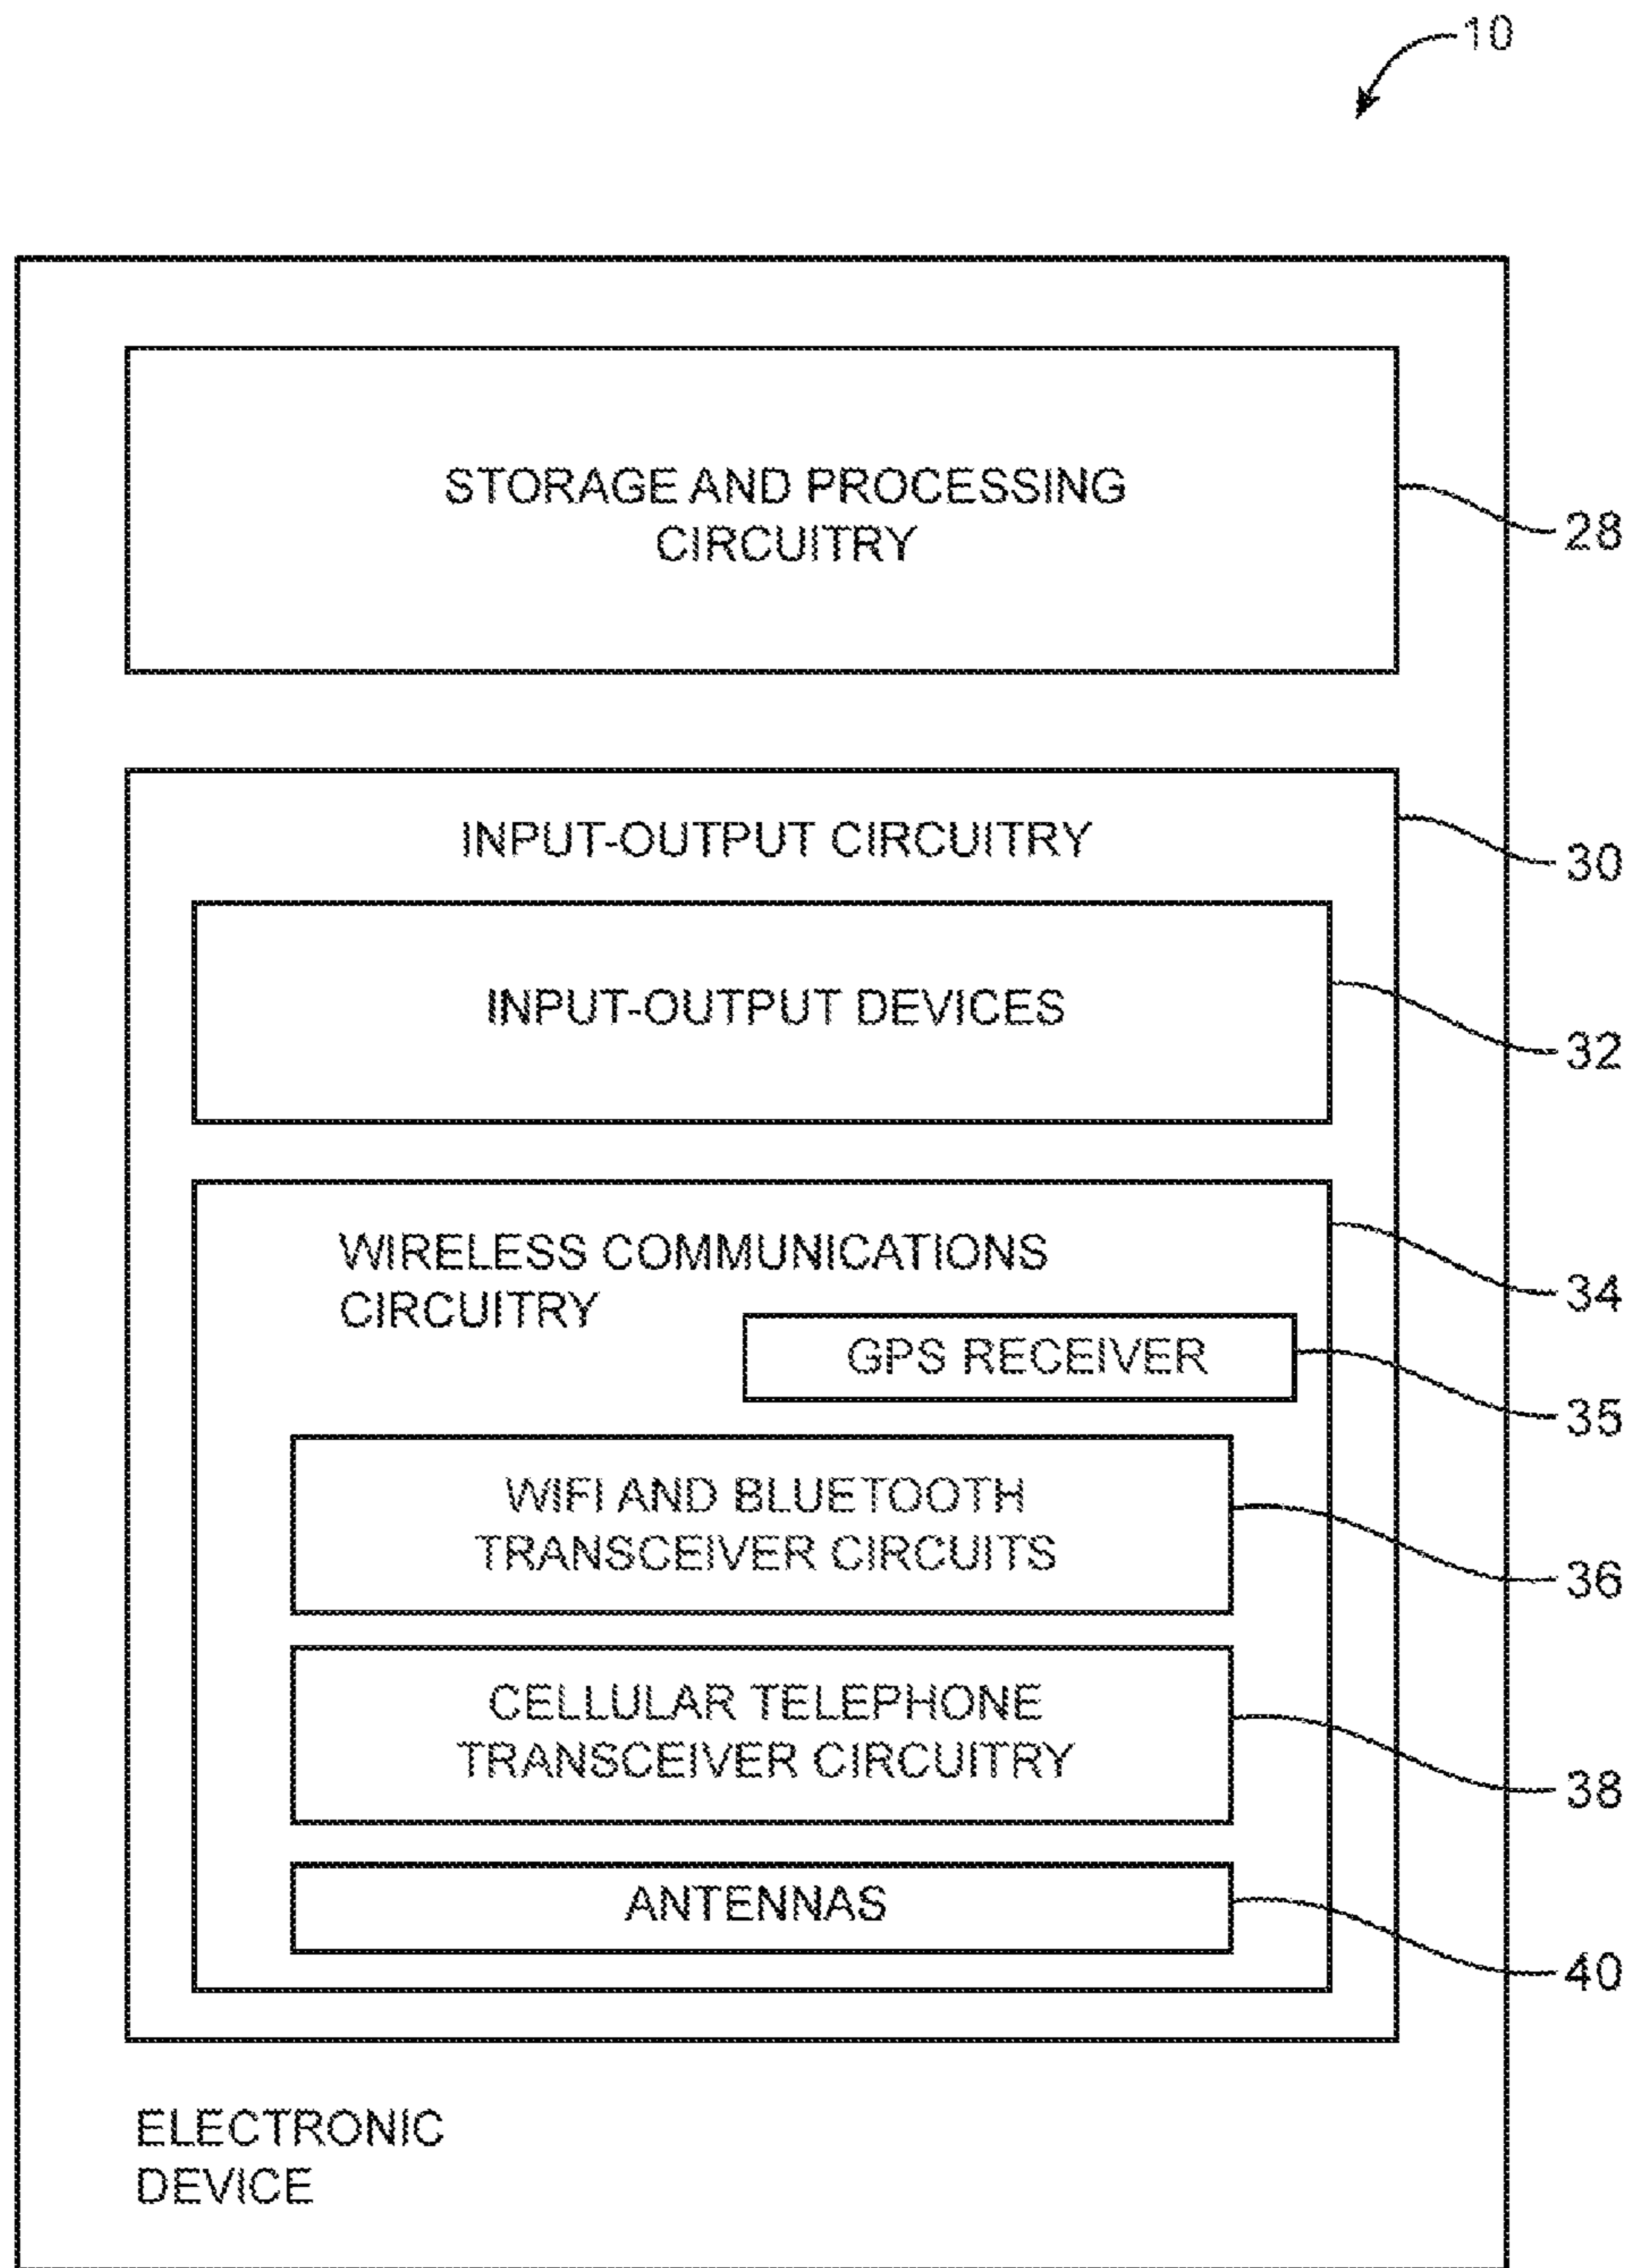 10
STORAGE AND PROCESSING
CIRCUITRY
28
INPUT-OUTPUT CIRCUITRY
30
INPUT-OUTPUT DEVICES
32
WIRELESS COMMUNICATIONS
CIRCUITRY
34
GPS RECEIVER
35
WIFI AND BLUETOOTH
TRANSCEIVER CIRCUITS
36
CELLULAR TELEPHONE
TRANSCEIVER CIRCUITRY
38
ANTENNAS
40
ELECTRONIC
DEVICE